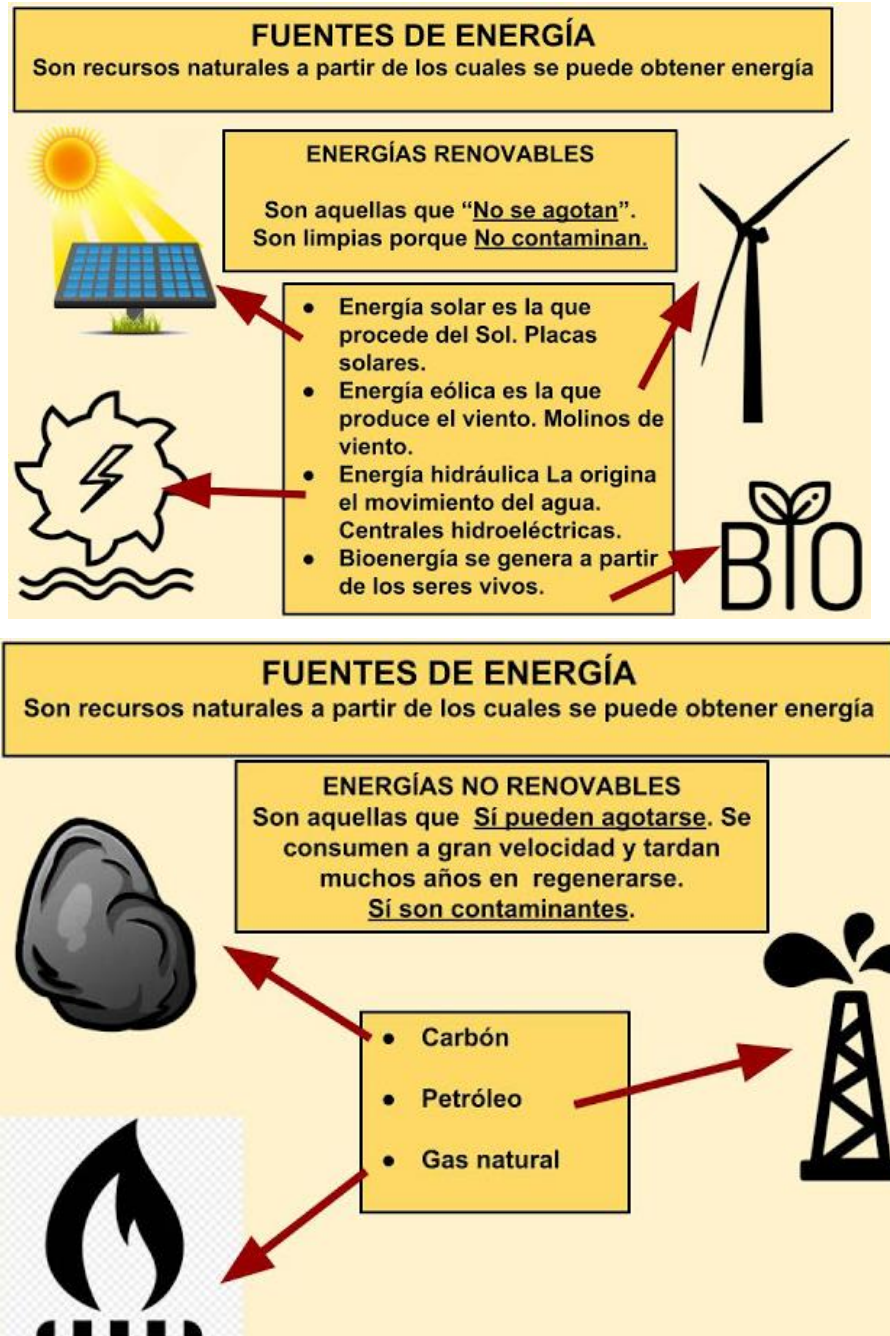 FUENTES DE ENERGÍA
Son recursos naturales a partir de los cuales se puede obtener energía
ENERGÍAS RENOVABLES
Son aquellas que “No se agotan”.
Son limpias porque No contaminan.
● Energía solar es la que
procede del Sol. Placas
solares.
● Energía eólica es la que
produce el viento. Molinos de
viento.
● Energía hidráulica La origina
el movimiento del agua.
Centrales hidroeléctricas.
● Bioenergía se genera a partir
de los seres vivos.
BIO
FUENTES DE ENERGÍA
Son recursos naturales a partir de los cuales se puede obtener energía
ENERGÍAS NO RENOVABLES
Son aquellas que Sí pueden agotarse. Se
consumen a gran velocidad y tardan
muchos años en regenerarse.
Sí son contaminantes.
● Carbón
● Petróleo
● Gas natural